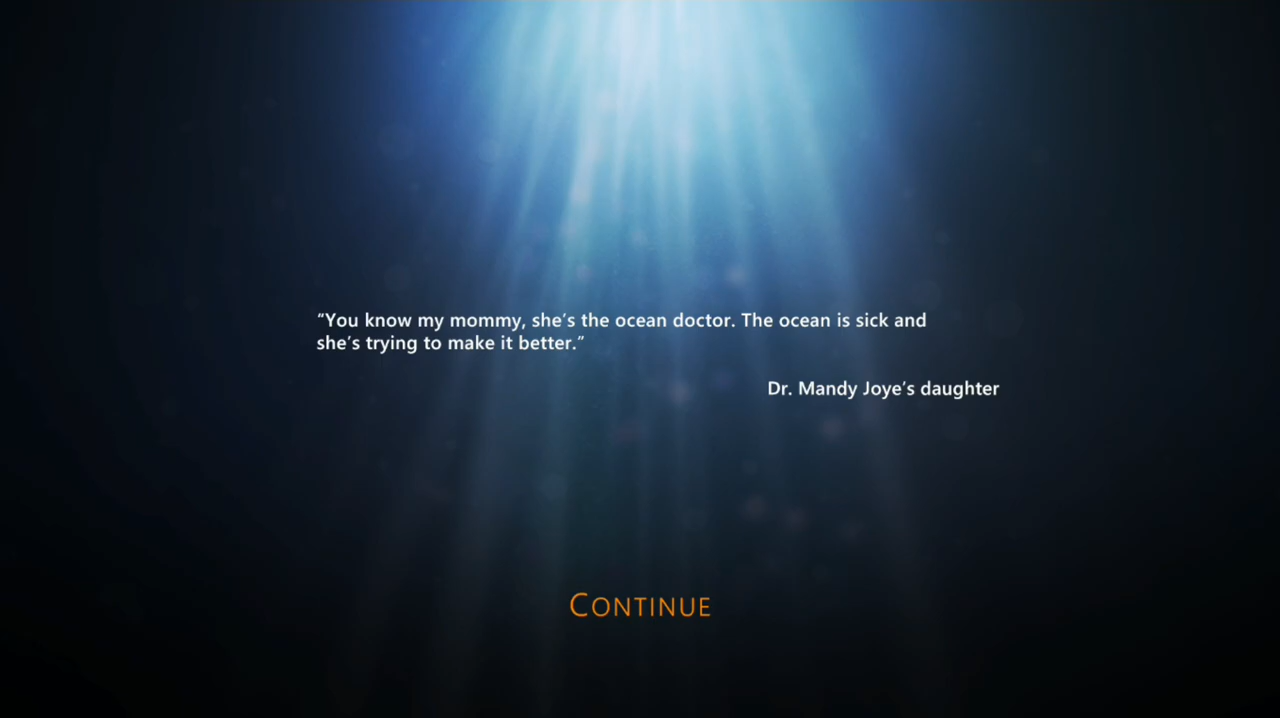 “You know my mommy, she’s the ocean doctor. The ocean is sick and
she’s trying to make it better.”
Dr. Mandy Joye’s daughter
CONTINUE